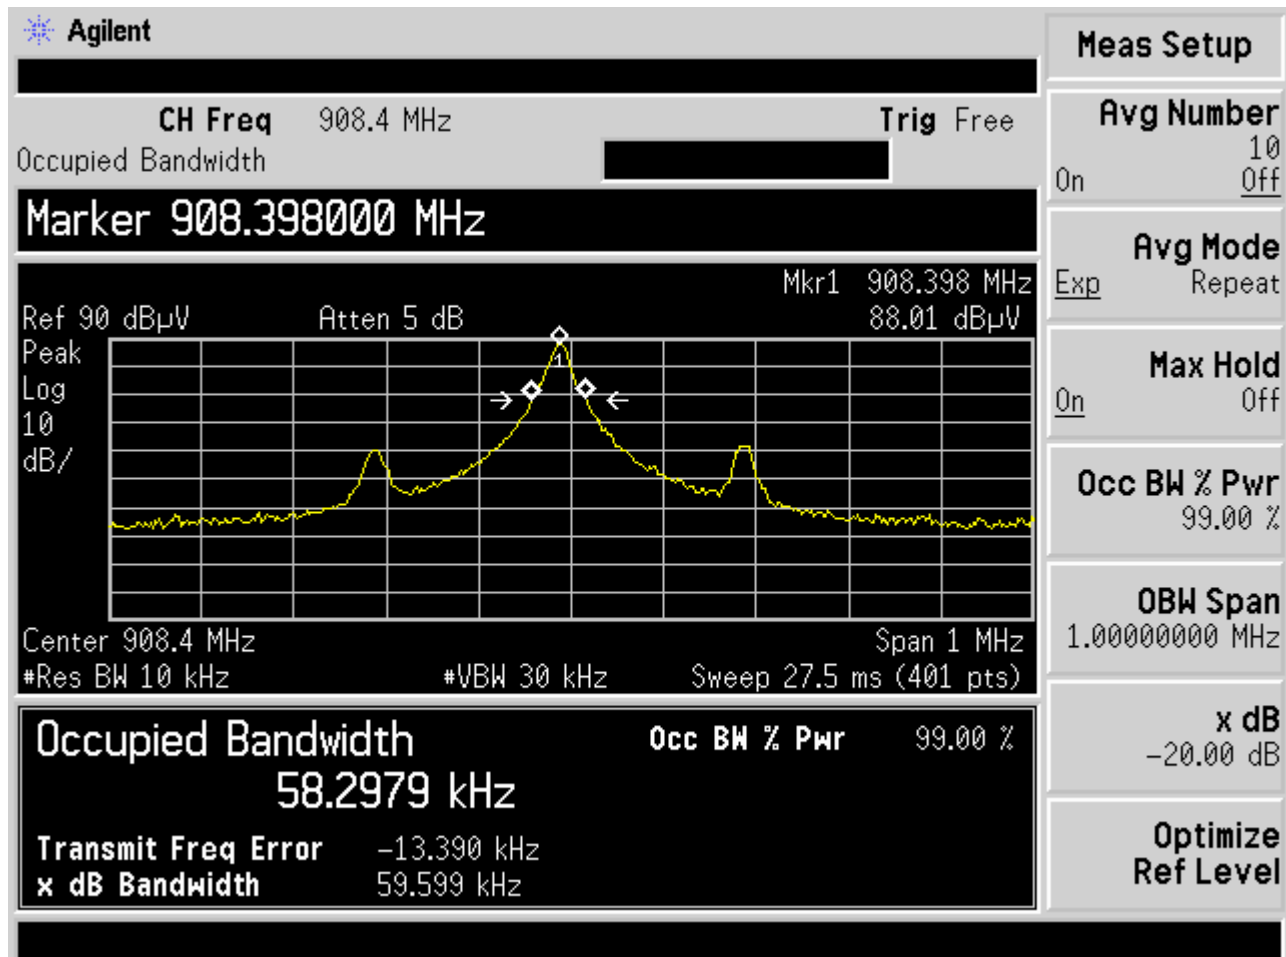 Agilent
CH Freq 908.4 MHz Trig Free
Occupied Bandwidth
Marker 908.398000 MHz
Mkr1 908.398 MHz
Ref 90 dBµV Atten 5 dB 88.01 dBµV
Peak
Log
10
dB/
1
Center 908.4 MHz Span 1 MHz
#Res BW 10 kHz #VBW 30 kHz Sweep 27.5 ms (401 pts)
Occupied Bandwidth Occ BW % Pwr 99.00 %
58.2979 kHz
Transmit Freq Error -13.390 kHz
x dB Bandwidth 59.599 kHz
Meas Setup
Avg Number
10
On Off
Avg Mode
Exp Repeat
Max Hold
On Off
Occ BW % Pwr
99.00 %
OBW Span
1.00000000 MHz
x dB
-20.00 dB
Optimize
Ref Level